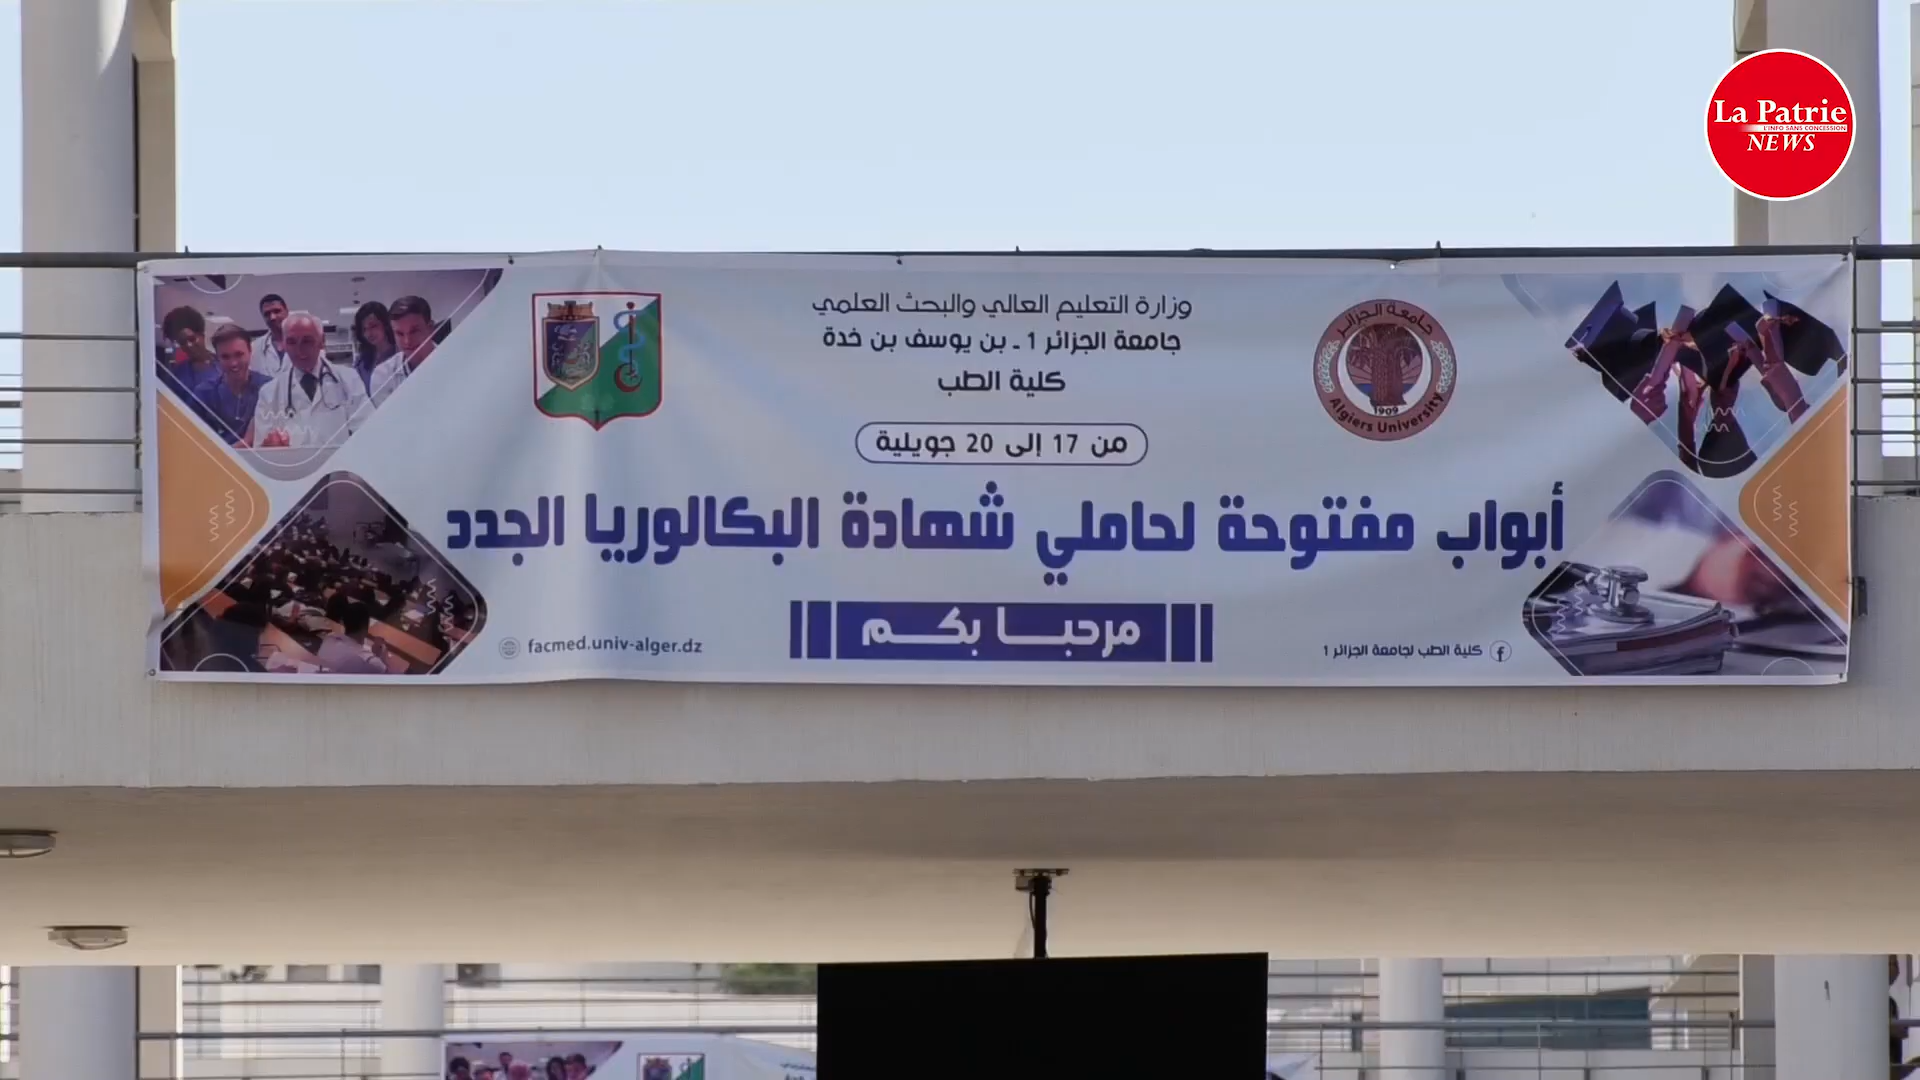 La Patrie
L'INFO SANS CONCESSION
NEWS
وزارة التعليم العالي والبحث العلمي
جامعة الجزائر 1 - بن يوسف بن خدة
كلية الطب
جامعة الجزائر
1909
Algiers University
من 17 إلى 20 جويلية
أبواب مفتوحة لحاملي شهادة البكالوريا الجدد
مرحبا بكم
كلية الطب لجامعة الجزائر 1
facmed.univ-alger.dz